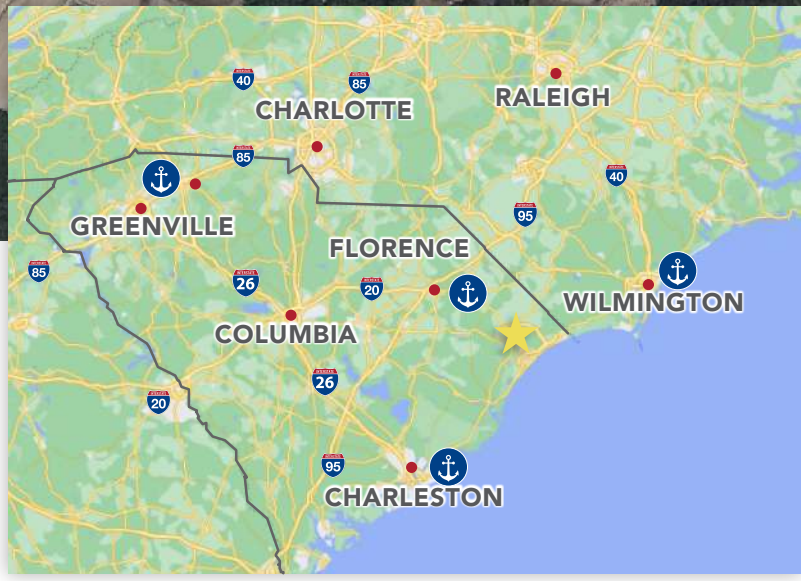 40
85
CHARLOTTE
RALEIGH
85
40
GREENVILLE
95
FLORENCE
85
26
20
WILMINGTON
COLUMBIA
26
20
95
CHARLESTON